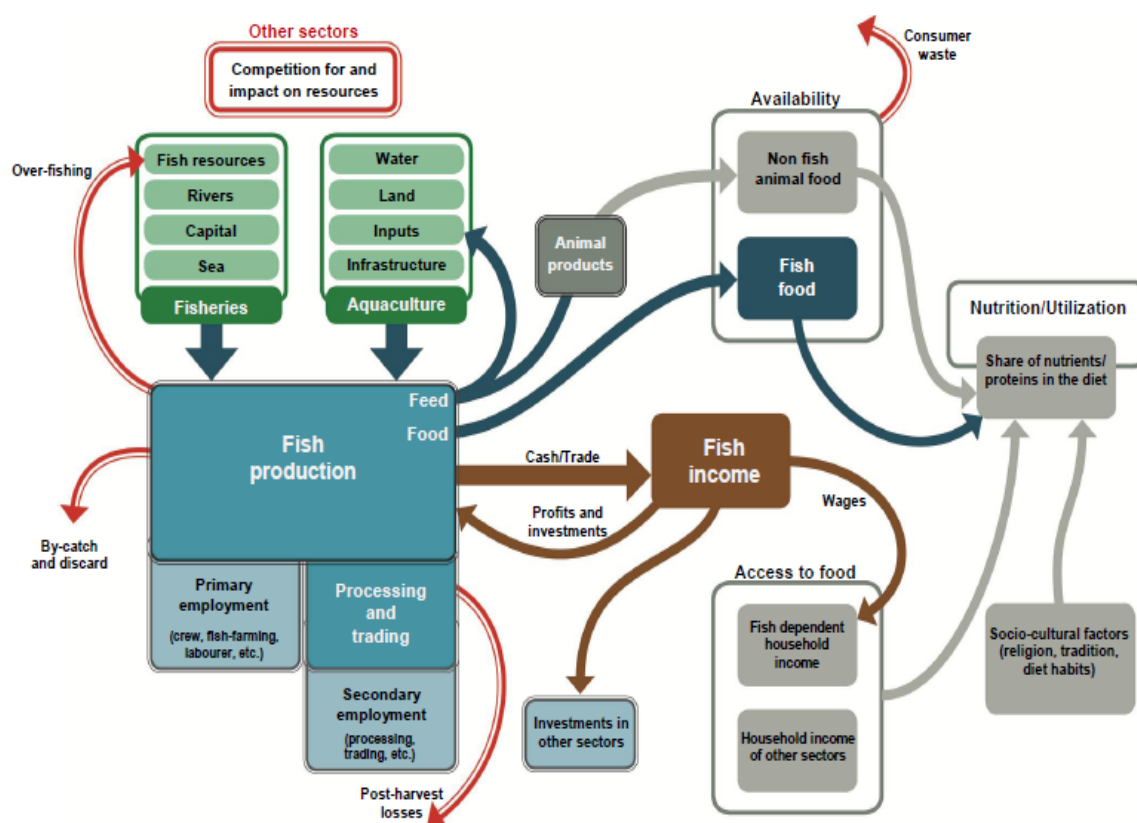 Other sectors
Competition for and
impact on resources
Consumer
waste
Availability
Over-fishing
Fish resources
Rivers
Capital
Sea
Fisheries
Water
Land
Inputs
Infrastructure
Aquaculture
Animal
products
Non fish
animal food
Fish
food
Nutrition/Utilization
Share of nutrients/
proteins in the diet
Feed
Food
Fish
production
Cash/Trade
Fish
income
Profits and
investments
Wages
By-catch
and discard
Primary
employment
(crew, fish-farming,
labourer, etc.)
Processing
and
trading
Secondary
employment
(processing,
trading, etc.)
Post-harvest
losses
Investments in
other sectors
Access to food
Fish dependent
household
income
Household income
of other sectors
Socio-cultural factors
(religion, tradition,
diet habits)